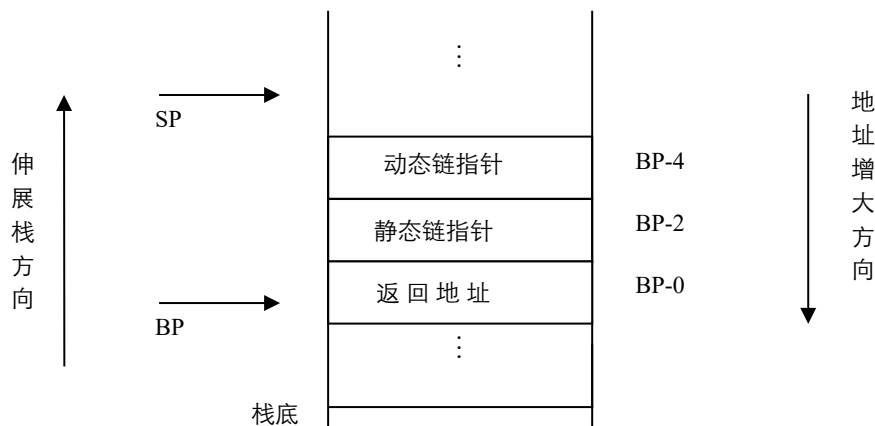 ⋮
SP
动态链指针
BP-4
静态链指针
BP-2
返 回 地 址
BP-0
BP
⋮
栈底
伸展栈方向
地址增大方向